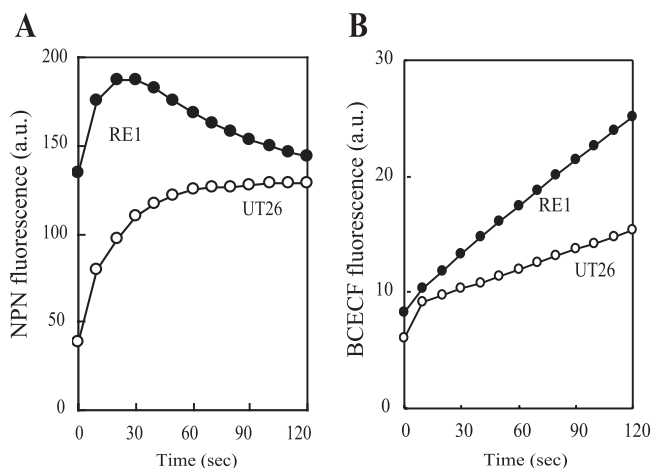 A
NPN fluorescence (a.u.)
200
150
100
50
0
RE1
UT26
0 30 60 90 120
Time (sec)
B
BCECF fluorescence (a.u.)
30
20
10
0
RE1
UT26
0 30 60 90 120
Time (sec)